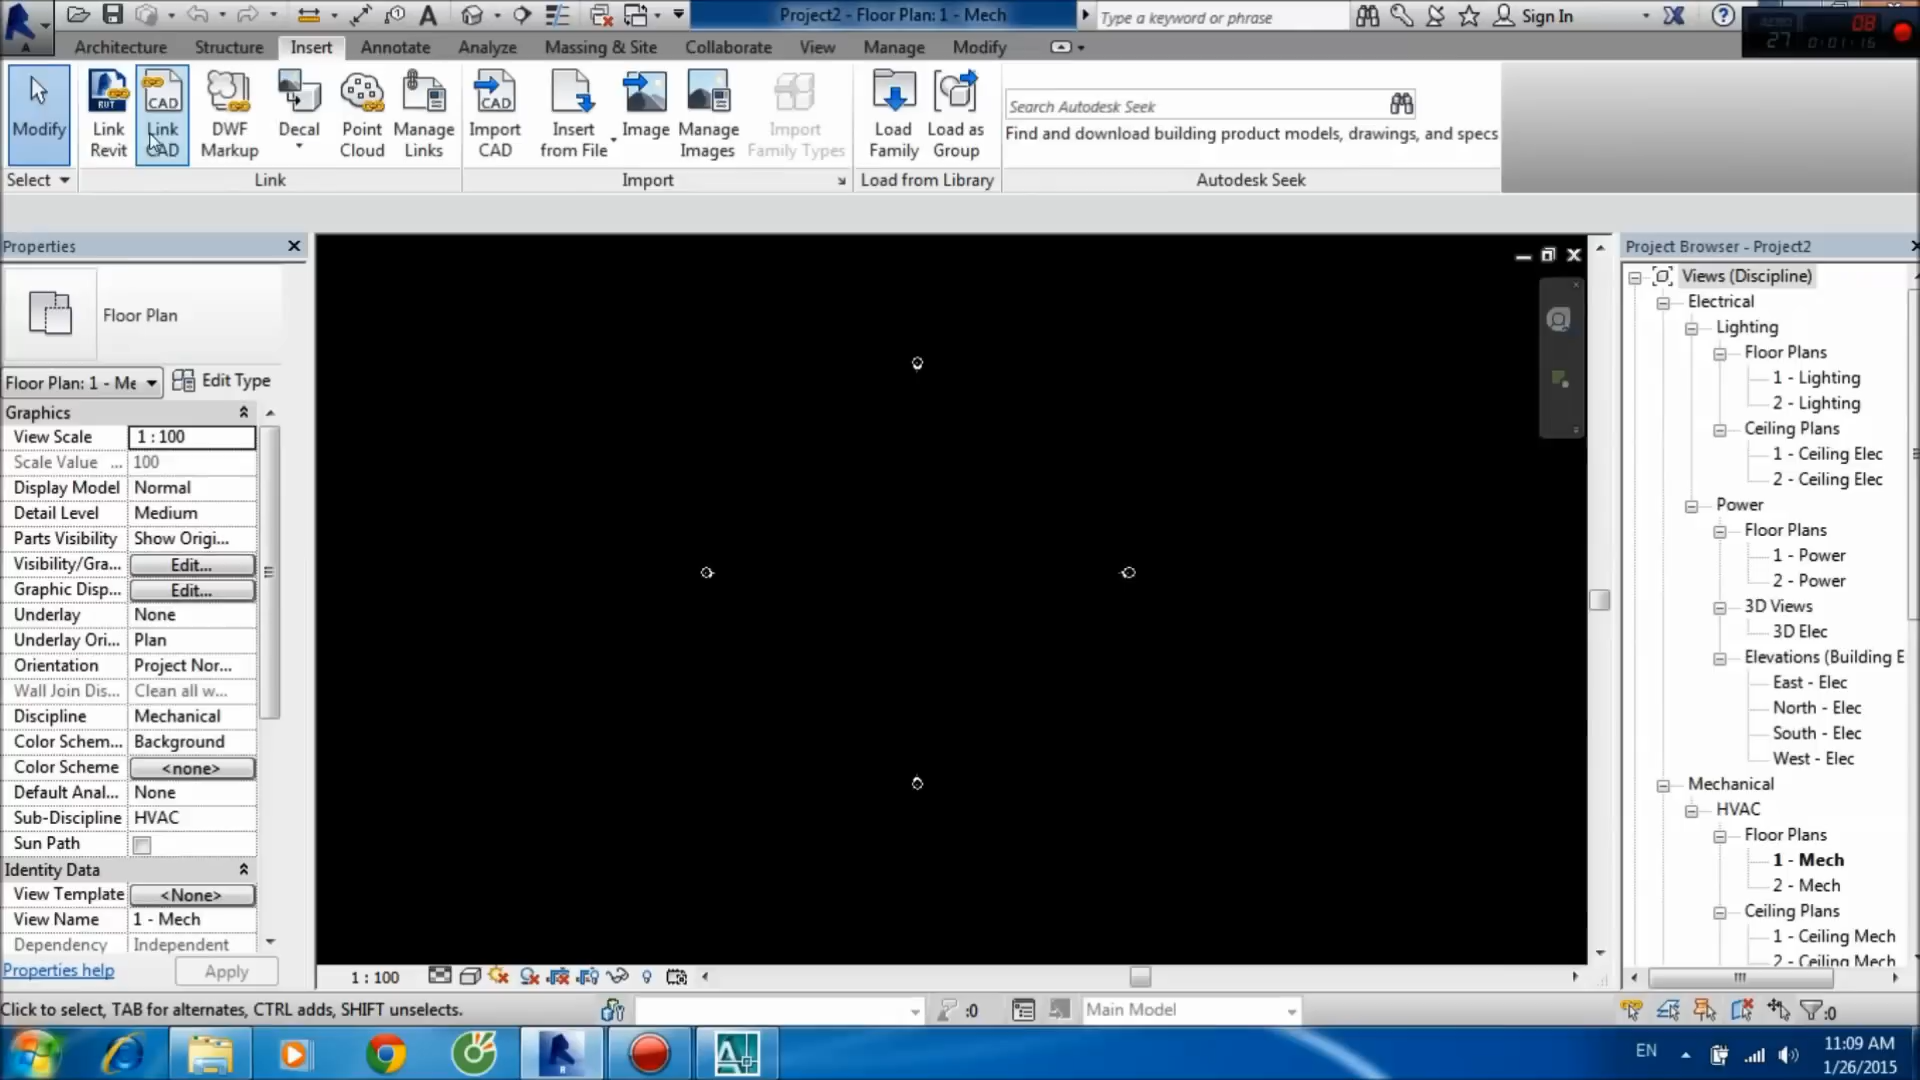 Project2 - Floor Plan: 1 - Mech
Type a keyword or phrase
Sign In
Architecture
Structure
Insert
Annotate
Analyze
Massing & Site
Collaborate
View
Manage
Modify
08
27
0:01:15
Modify
Link Revit
Link CAD
DWF Markup
Decal
Point Cloud
Manage Links
Import CAD
Insert from File
Image
Manage Images
Import Family Types
Load Family
Load as Group
Search Autodesk Seek
Find and download building product models, drawings, and specs
Select
Link
Import
Load from Library
Autodesk Seek
Properties
Floor Plan
Floor Plan: 1 - Me
Edit Type
Graphics
View Scale 1 : 100
Scale Value ... 100
Display Model Normal
Detail Level Medium
Parts Visibility Show Origi...
Visibility/Gra... Edit...
Graphic Disp... Edit...
Underlay None
Underlay Ori... Plan
Orientation Project Nor...
Wall Join Dis... Clean all w...
Discipline Mechanical
Color Schem... Background
Color Scheme <none>
Default Anal... None
Sub-Discipline HVAC
Sun Path
Identity Data
View Template <None>
View Name 1 - Mech
Dependency Independent
Properties help
Apply
Project Browser - Project2
Views (Discipline)
Electrical
Lighting
Floor Plans
1 - Lighting
2 - Lighting
Ceiling Plans
1 - Ceiling Elec
2 - Ceiling Elec
Power
Floor Plans
1 - Power
2 - Power
3D Views
3D Elec
Elevations (Building E
East - Elec
North - Elec
South - Elec
West - Elec
Mechanical
HVAC
Floor Plans
1 - Mech
2 - Mech
Ceiling Plans
1 - Ceiling Mech
2 - Ceiling Mech
1 : 100
Click to select, TAB for alternates, CTRL adds, SHIFT unselects.
:0
Main Model
:0
EN
11:09 AM
1/26/2015